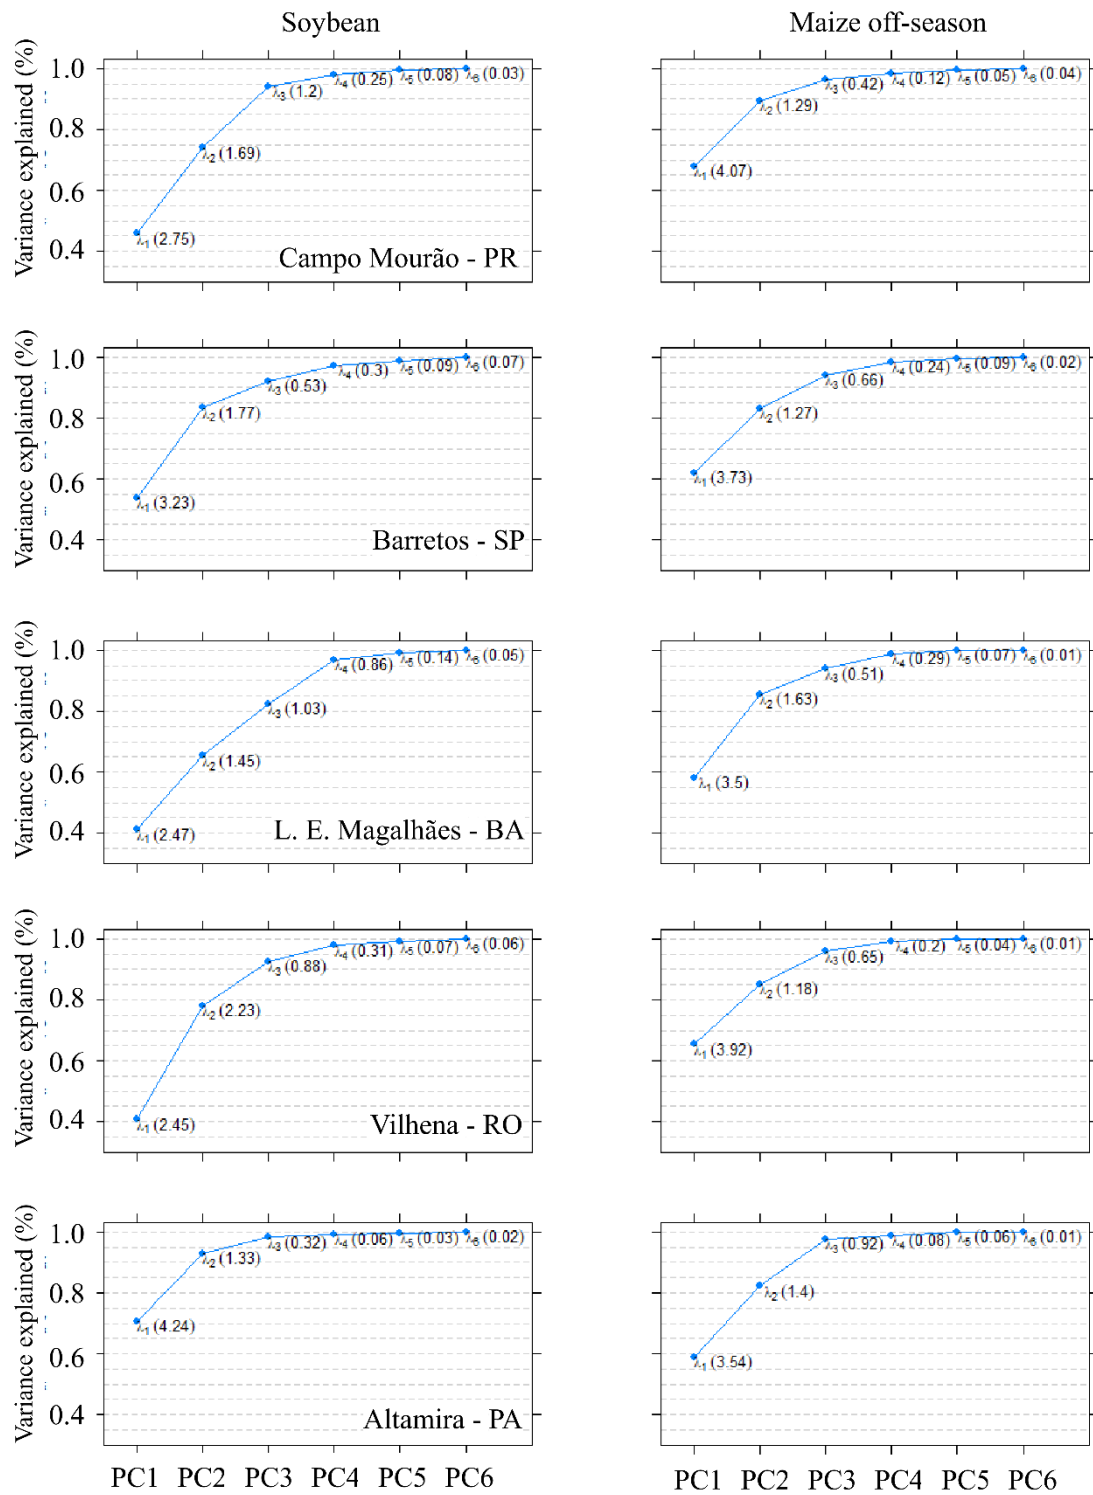 Soybean
Maize off-season
Variance explained (%)
1.0
0.8
0.6
0.4
λ1 (2.75)
λ2 (1.69)
λ3 (1.2)
λ4 (0.25)
λ5 (0.08)
λ6 (0.03)
Campo Mourão - PR
λ1 (4.07)
λ2 (1.29)
λ3 (0.42)
λ4 (0.12)
λ5 (0.05)
λ6 (0.04)
Variance explained (%)
1.0
0.8
0.6
0.4
λ1 (3.23)
λ2 (1.77)
λ3 (0.53)
λ4 (0.3)
λ5 (0.09)
λ6 (0.07)
Barretos - SP
λ1 (3.73)
λ2 (1.27)
λ3 (0.66)
λ4 (0.24)
λ5 (0.09)
λ6 (0.02)
Variance explained (%)
1.0
0.8
0.6
0.4
λ1 (2.47)
λ2 (1.45)
λ3 (1.03)
λ4 (0.86)
λ5 (0.14)
λ6 (0.05)
L. E. Magalhães - BA
λ1 (3.5)
λ2 (1.63)
λ3 (0.51)
λ4 (0.29)
λ5 (0.07)
λ6 (0.01)
Variance explained (%)
1.0
0.8
0.6
0.4
λ1 (2.45)
λ2 (2.23)
λ3 (0.88)
λ4 (0.31)
λ5 (0.07)
λ6 (0.06)
Vilhena - RO
λ1 (3.92)
λ2 (1.18)
λ3 (0.65)
λ4 (0.2)
λ5 (0.04)
λ6 (0.01)
Variance explained (%)
1.0
0.8
0.6
0.4
λ1 (4.24)
λ2 (1.33)
λ3 (0.32)
λ4 (0.06)
λ5 (0.03)
λ6 (0.02)
Altamira - PA
λ1 (3.54)
λ2 (1.4)
λ3 (0.92)
λ4 (0.08)
λ5 (0.06)
λ6 (0.01)
PC1 PC2 PC3 PC4 PC5 PC6
PC1 PC2 PC3 PC4 PC5 PC6